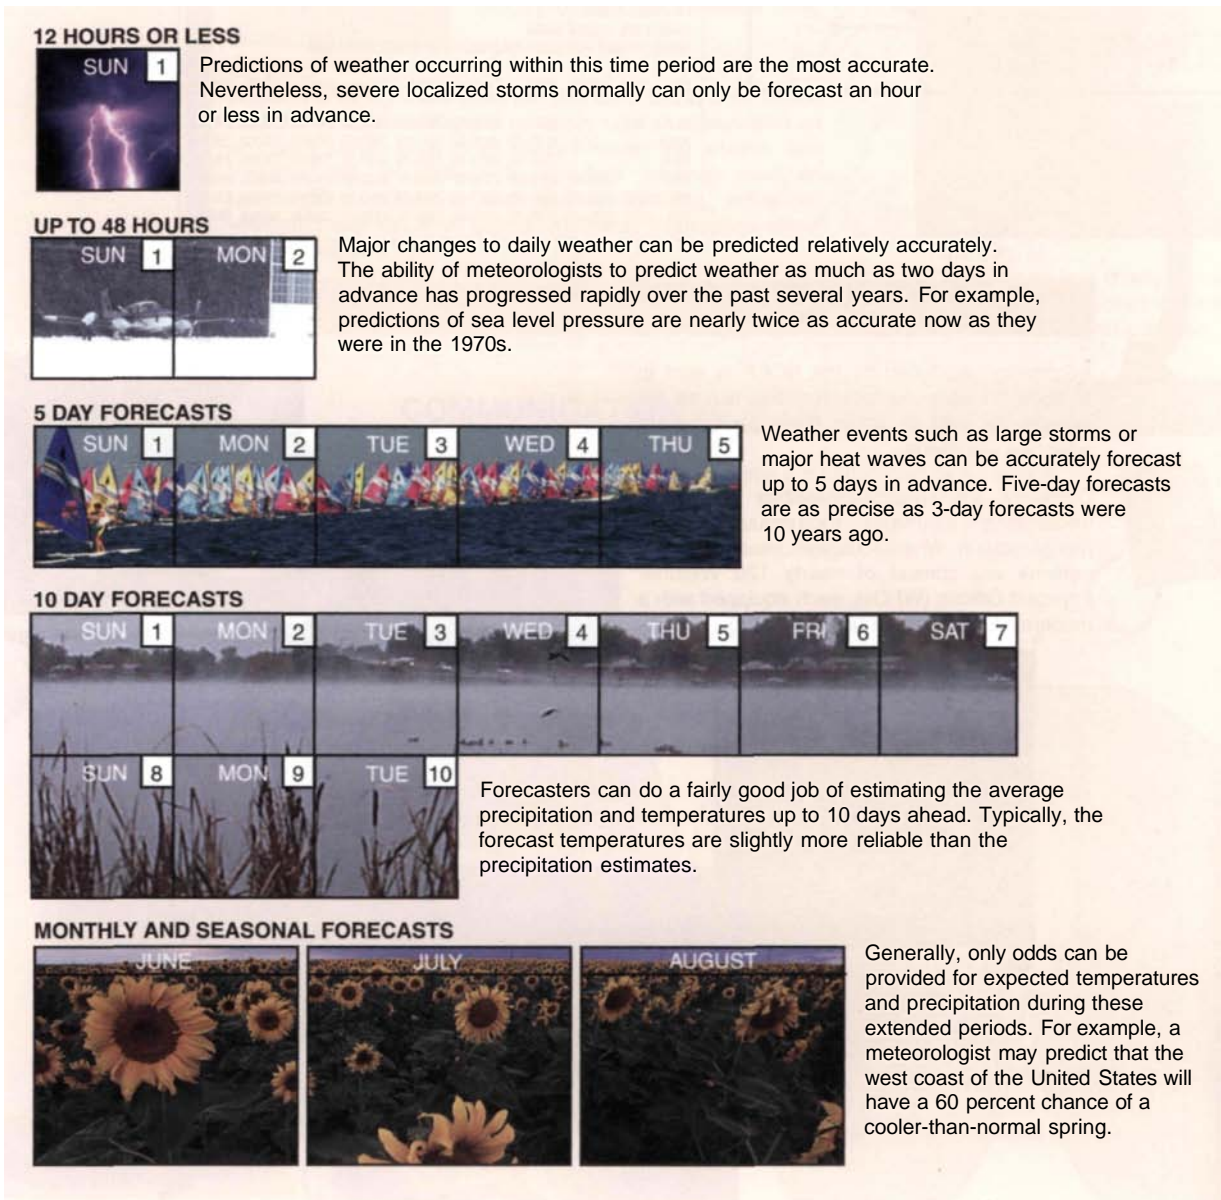 12 HOURS OR LESS
SUN 1
Predictions of weather occurring within this time period are the most accurate.
Nevertheless, severe localized storms normally can only be forecast an hour
or less in advance.
UP TO 48 HOURS
SUN 1 MON 2
Major changes to daily weather can be predicted relatively accurately.
The ability of meteorologists to predict weather as much as two days in
advance has progressed rapidly over the past several years. For example,
predictions of sea level pressure are nearly twice as accurate now as they
were in the 1970s.
5 DAY FORECASTS
SUN 1 MON 2 TUE 3 WED 4 THU 5
Weather events such as large storms or
major heat waves can be accurately forecast
up to 5 days in advance. Five-day forecasts
are as precise as 3-day forecasts were
10 years ago.
10 DAY FORECASTS
SUN 1 MON 2 TUE 3 WED 4 THU 5 FRI 6 SAT 7
SUN 8 MON 9 TUE 10
Forecasters can do a fairly good job of estimating the average
precipitation and temperatures up to 10 days ahead. Typically, the
forecast temperatures are slightly more reliable than the
precipitation estimates.
MONTHLY AND SEASONAL FORECASTS
JUNE JULY AUGUST
Generally, only odds can be
provided for expected temperatures
and precipitation during these
extended periods. For example, a
meteorologist may predict that the
west coast of the United States will
have a 60 percent chance of a
cooler-than-normal spring.